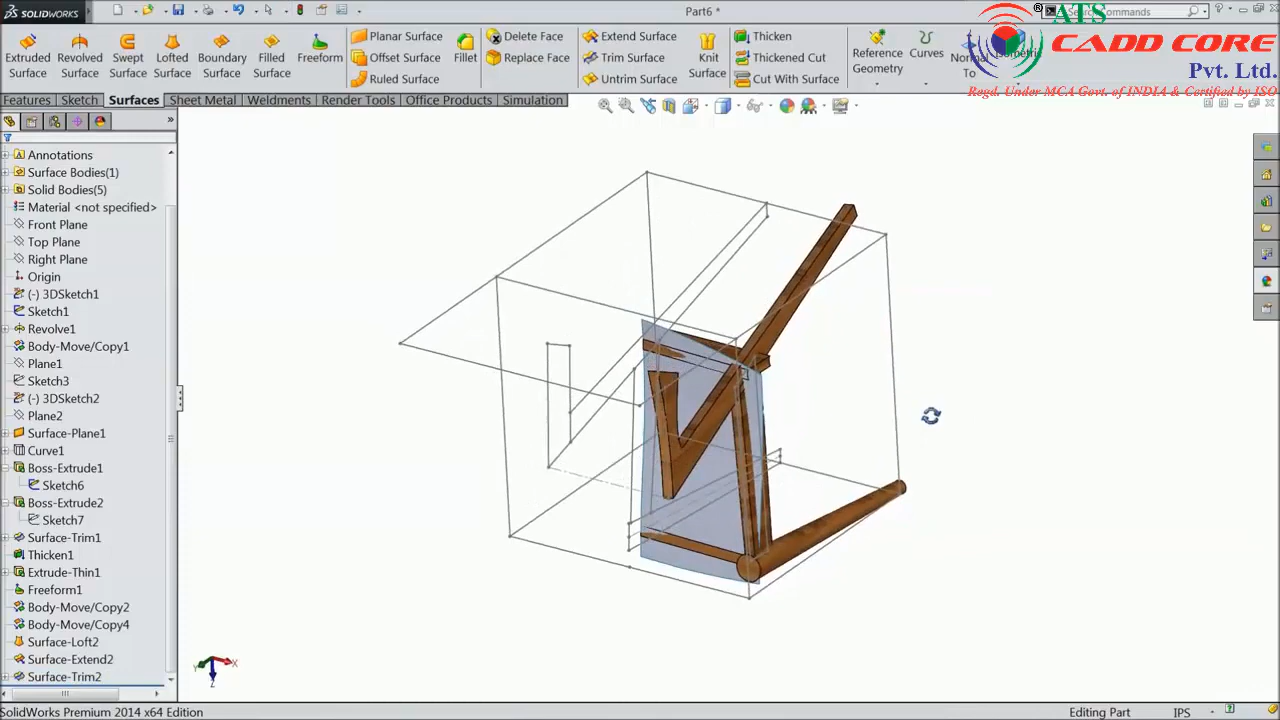 SOLIDWORKS
Part6 *
Search Commands
®
ATS
CADD CORE
Pvt. Ltd.
Regd. Under MCA Govt. of INDIA & Certified by ISO
Extruded Surface
Revolved Surface
Swept Surface
Lofted Surface
Boundary Surface
Filled Surface
Freeform
Planar Surface
Offset Surface
Ruled Surface
Fillet
Delete Face
Replace Face
Extend Surface
Trim Surface
Untrim Surface
Knit Surface
Thicken
Thickened Cut
Cut With Surface
Reference Geometry
Curves
Normal To
Isometric
Features
Sketch
Surfaces
Sheet Metal
Weldments
Render Tools
Office Products
Simulation
Annotations
Surface Bodies(1)
Solid Bodies(5)
Material <not specified>
Front Plane
Top Plane
Right Plane
Origin
(-) 3DSketch1
Sketch1
Revolve1
Body-Move/Copy1
Plane1
Sketch3
(-) 3DSketch2
Plane2
Surface-Plane1
Curve1
Boss-Extrude1
Sketch6
Boss-Extrude2
Sketch7
Surface-Trim1
Thicken1
Extrude-Thin1
Freeform1
Body-Move/Copy2
Body-Move/Copy4
Surface-Loft2
Surface-Extend2
Surface-Trim2
Y
X
Z
SolidWorks Premium 2014 x64 Edition
Editing Part
IPS